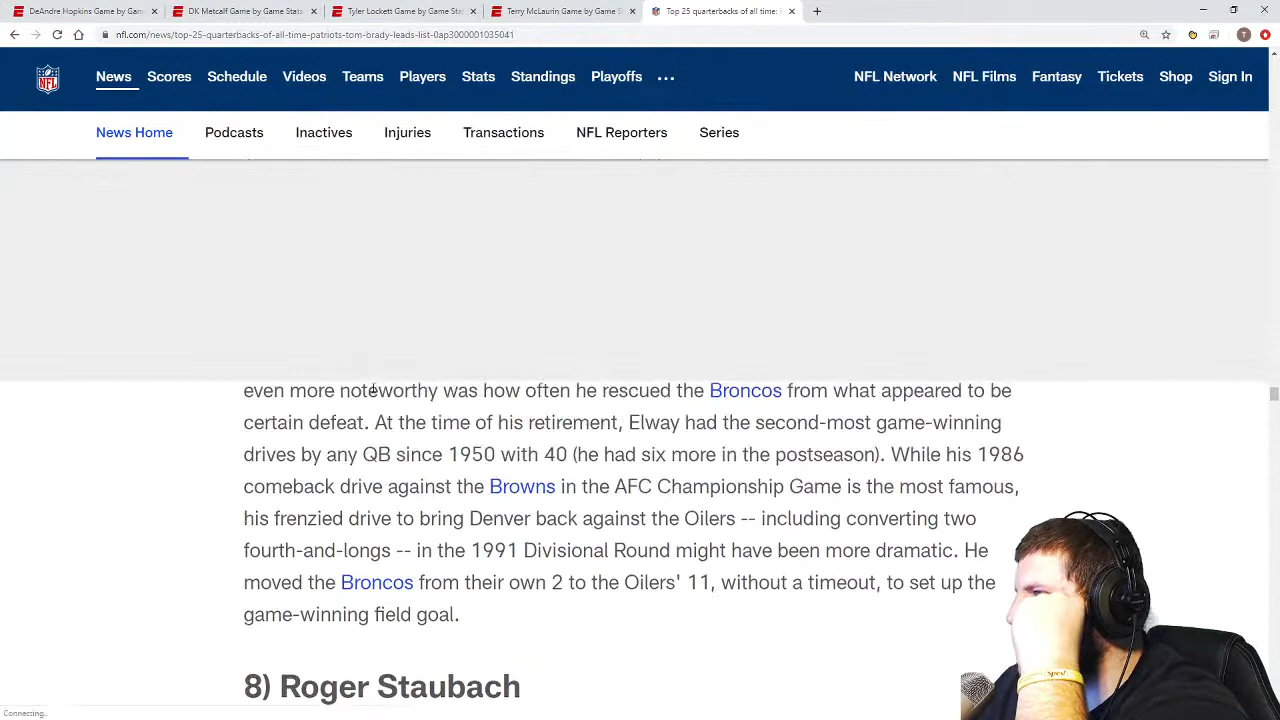 DeAndre Hopkins Game by Gam
DK Metcalf Game by Game Stats
Tyler Lockett Game by Game Stat
Terry McLaurin Game by Game S
Top 25 quarterbacks of all time:
nfl.com/news/top-25-quarterbacks-of-all-time-patriots-tom-brady-leads-list-0ap3000001035041
T
NFL
News Scores Schedule Videos Teams Players Stats Standings Playoffs ... NFL Network NFL Films Fantasy Tickets Shop Sign In
News Home Podcasts Inactives Injuries Transactions NFL Reporters Series
even more noteworthy was how often he rescued the Broncos from what appeared to be
certain defeat. At the time of his retirement, Elway had the second-most game-winning
drives by any QB since 1950 with 40 (he had six more in the postseason). While his 1986
comeback drive against the Browns in the AFC Championship Game is the most famous,
his frenzied drive to bring Denver back against the Oilers -- including converting two
fourth-and-longs -- in the 1991 Divisional Round might have been more dramatic. He
moved the Broncos from their own 2 to the Oilers' 11, without a timeout, to set up the
game-winning field goal.
8) Roger Staubach
Connecting...